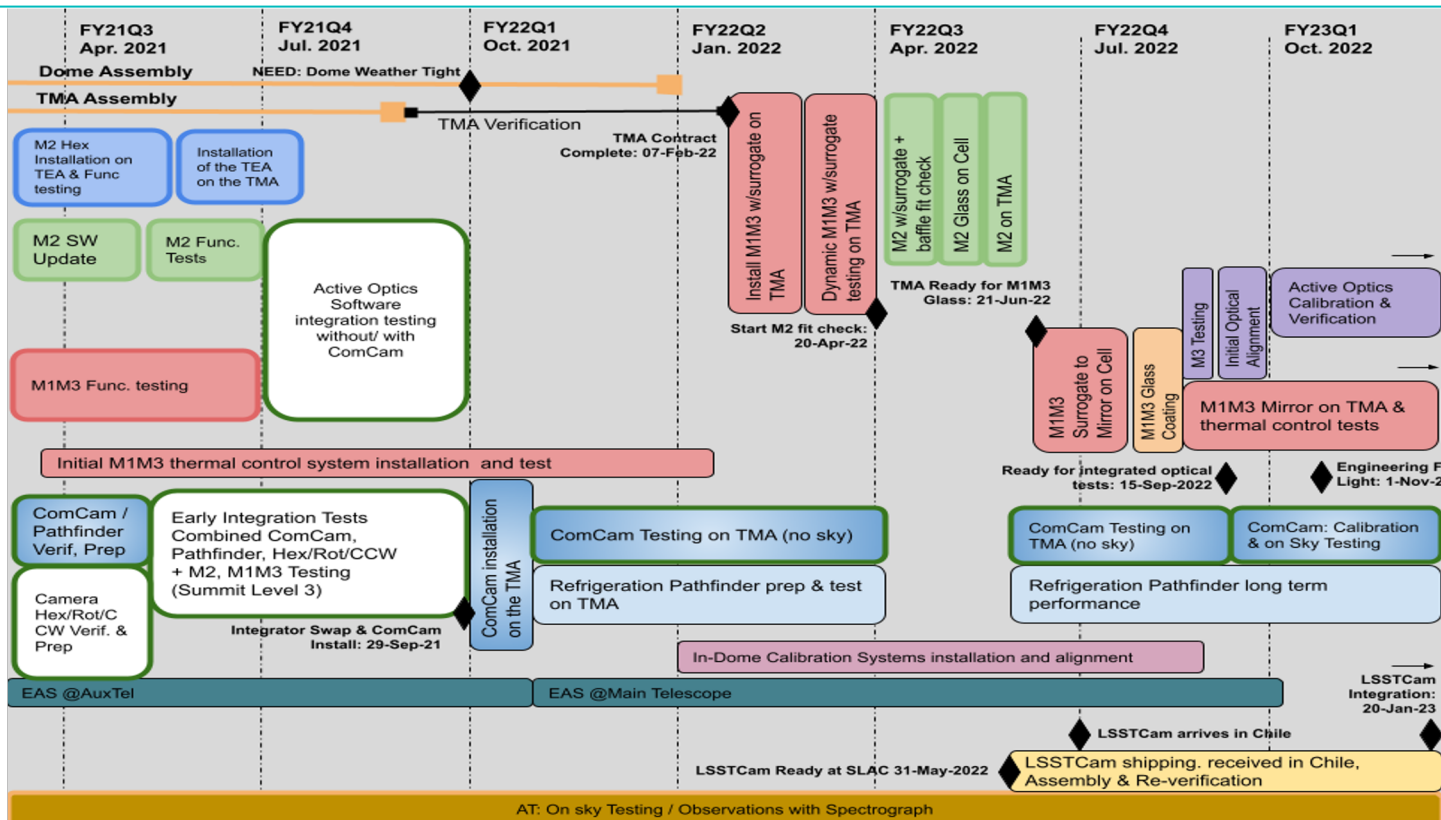 FY21Q3
Apr. 2021
FY21Q4
Jul. 2021
FY22Q1
Oct. 2021
FY22Q2
Jan. 2022
FY22Q3
Apr. 2022
FY22Q4
Jul. 2022
FY23Q1
Oct. 2022
Dome Assembly
NEED: Dome Weather Tight
TMA Assembly
TMA Verification
TMA Contract
Complete: 07-Feb-22
M2 Hex
Installation on
TEA & Func
testing
Installation
of the TEA
on the TMA
Install M1M3 w/surrogate on
TMA
Dynamic M1M3 w/surrogate
testing on TMA
M2 w/surrogate +
baffle fit check
M2 Glass on Cell
M2 on TMA
M2 SW
Update
M2 Func.
Tests
Active Optics
Software
integration testing
without/ with
ComCam
TMA Ready for M1M3
Glass: 21-Jun-22
Start M2 fit check:
20-Apr-22
M3 Testing
Initial Optical
Alignment
Active Optics
Calibration &
Verification
M1M3 Func. testing
M1M3
Surrogate to
Mirror on Cell
M1M3 Glass
Coating
M1M3 Mirror on TMA &
thermal control tests
Initial M1M3 thermal control system installation and test
Ready for integrated optical
tests: 15-Sep-2022
Engineering F
Light: 1-Nov-2
ComCam /
Pathfinder
Verif, Prep
Early Integration Tests
Combined ComCam,
Pathfinder, Hex/Rot/CCW
+ M2, M1M3 Testing
(Summit Level 3)
ComCam installation
on the TMA
ComCam Testing on TMA (no sky)
ComCam Testing on
TMA (no sky)
ComCam: Calibration
& on Sky Testing
Camera
Hex/Rot/C
CW Verif. &
Prep
Refrigeration Pathfinder prep & test
on TMA
Refrigeration Pathfinder long term
performance
Integrator Swap & ComCam
Install: 29-Sep-21
In-Dome Calibration Systems installation and alignment
EAS @AuxTel
EAS @Main Telescope
LSSTCam
Integration:
20-Jan-23
LSSTCam arrives in Chile
LSSTCam Ready at SLAC 31-May-2022
LSSTCam shipping. received in Chile,
Assembly & Re-verification
AT: On sky Testing / Observations with Spectrograph